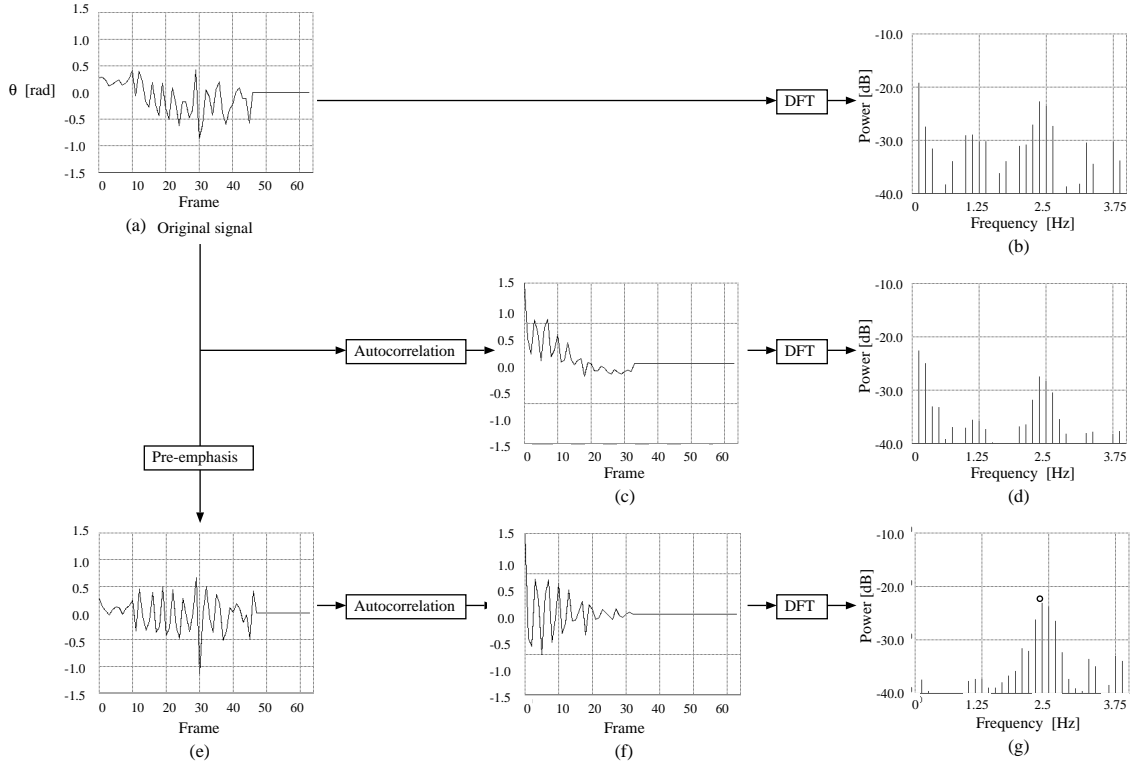 1.5
1.0
0.5
0.0
-0.5
-1.0
-1.5
θ [rad]
0 10 20 30 40 50 60
Frame
(a) Original signal
DFT
-10.0
-20.0
-30.0
-40.0
Power [dB]
0 1.25 2.5 3.75
Frequency [Hz]
(b)
Autocorrelation
1.5
1.0
0.5
0.0
-0.5
-1.0
-1.5
0 10 20 30 40 50 60
Frame
(c)
DFT
-10.0
-20.0
-30.0
-40.0
Power [dB]
0 1.25 2.5 3.75
Frequency [Hz]
(d)
Pre-emphasis
1.5
1.0
0.5
0.0
-0.5
-1.0
-1.5
0 10 20 30 40 50 60
Frame
(e)
Autocorrelation
1.5
1.0
0.5
0.0
-0.5
-1.0
-1.5
0 10 20 30 40 50 60
Frame
(f)
DFT
-10.0
-20.0
-30.0
-40.0
Power [dB]
0 1.25 2.5 3.75
Frequency [Hz]
(g)